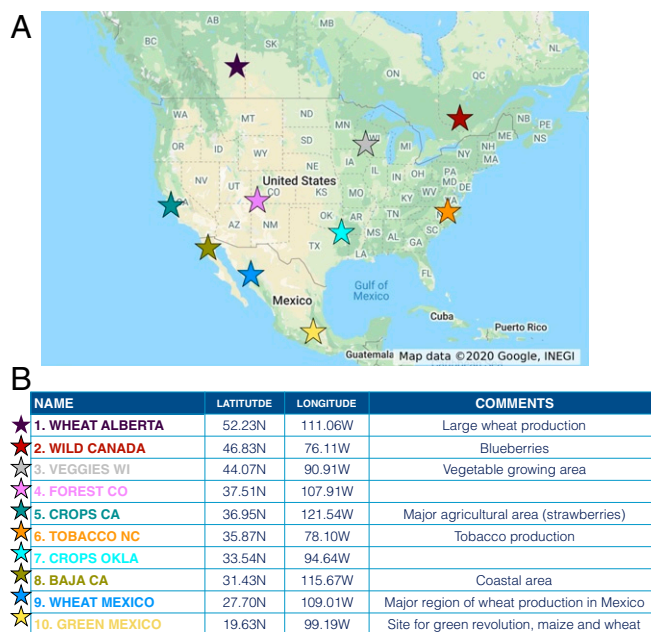 A
AB
MB
BC
SK
NL
ON
QC
WA
MT
ND
MN
NB
PE
NS
OR
ID
WY
SD
WI
MI
NY
NH
MA
NE
IA
IL
IN
OH
PA
MD
DE
NV
UT
United States
CO
KS
MO
KY
WV
VA
CA
AZ
NM
OK
AR
TN
NC
TX
MS
AL
GA
SC
LA
FL
Gulf of
Mexico
Mexico
Cuba
Puerto Rico
Guatemala
Map data ©2020 Google, INEGI
B
NAME LATITUTDE LONGITUDE COMMENTS
1. WHEAT ALBERTA 52.23N 111.06W Large wheat production
2. WILD CANADA 46.83N 76.11W Blueberries
3. VEGGIES WI 44.07N 90.91W Vegetable growing area
4. FOREST CO 37.51N 107.91W
5. CROPS CA 36.95N 121.54W Major agricultural area (strawberries)
6. TOBACCO NC 35.87N 78.10W Tobacco production
7. CROPS OKLA 33.54N 94.64W
8. BAJA CA 31.43N 115.67W Coastal area
9. WHEAT MEXICO 27.70N 109.01W Major region of wheat production in Mexico
10. GREEN MEXICO 19.63N 99.19W Site for green revolution, maize and wheat